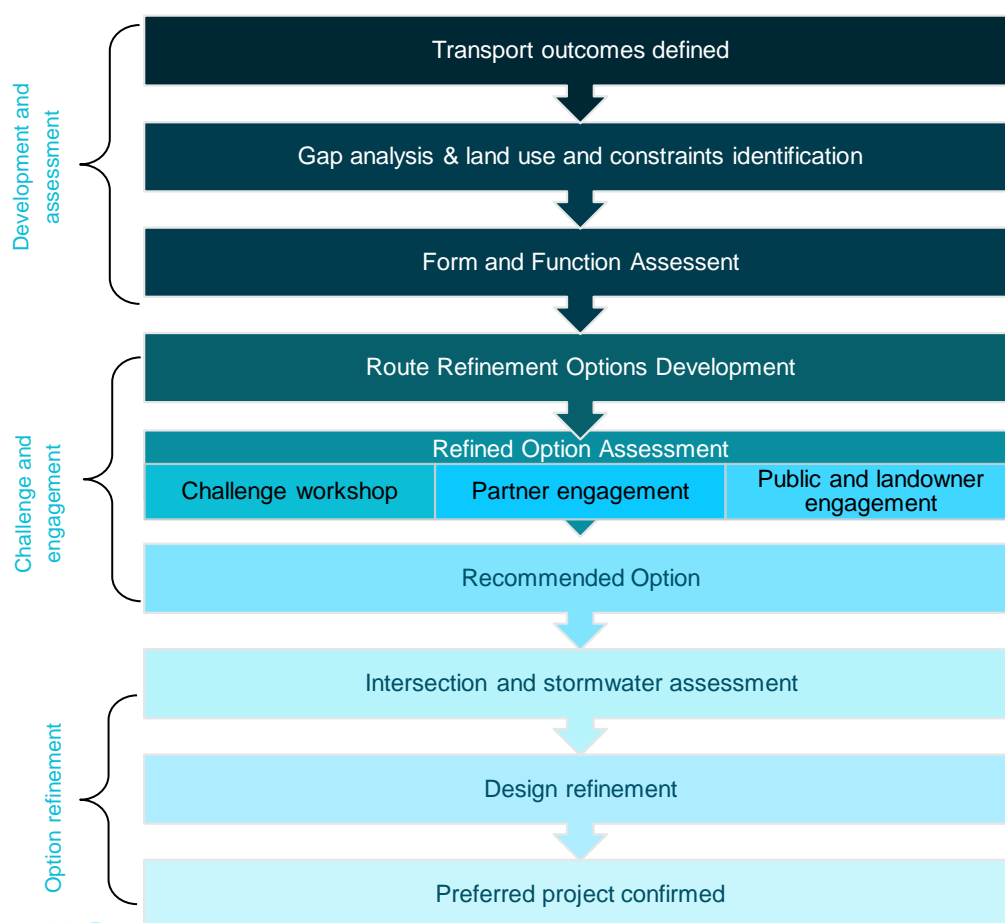 Development and
assessment
Transport outcomes defined
Gap analysis & land use and constraints identification
Form and Function Assessent
Challenge and
engagement
Route Refinement Options Development
Refined Option Assessment
Challenge workshop
Partner engagement
Public and landowner
engagement
Recommended Option
Option refinement
Intersection and stormwater assessment
Design refinement
Preferred project confirmed